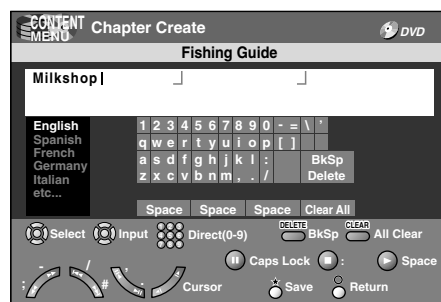 CONTENT MENU Chapter Create DVD
Fishing Guide
Milkshop
English
Spanish
French
Germany
Italian
etc...
1 2 3 4 5 6 7 8 9 0 - = \ '
q w e r t y u i o p [ ]
a s d f g h j k l : BkSp
z x c v b n m , . / Delete
Space Space Space Clear All
Select Input Direct(0-9) DELETE BkSp CLEAR All Clear
Caps Lock : Space
; - / # ' . Cursor Save Return